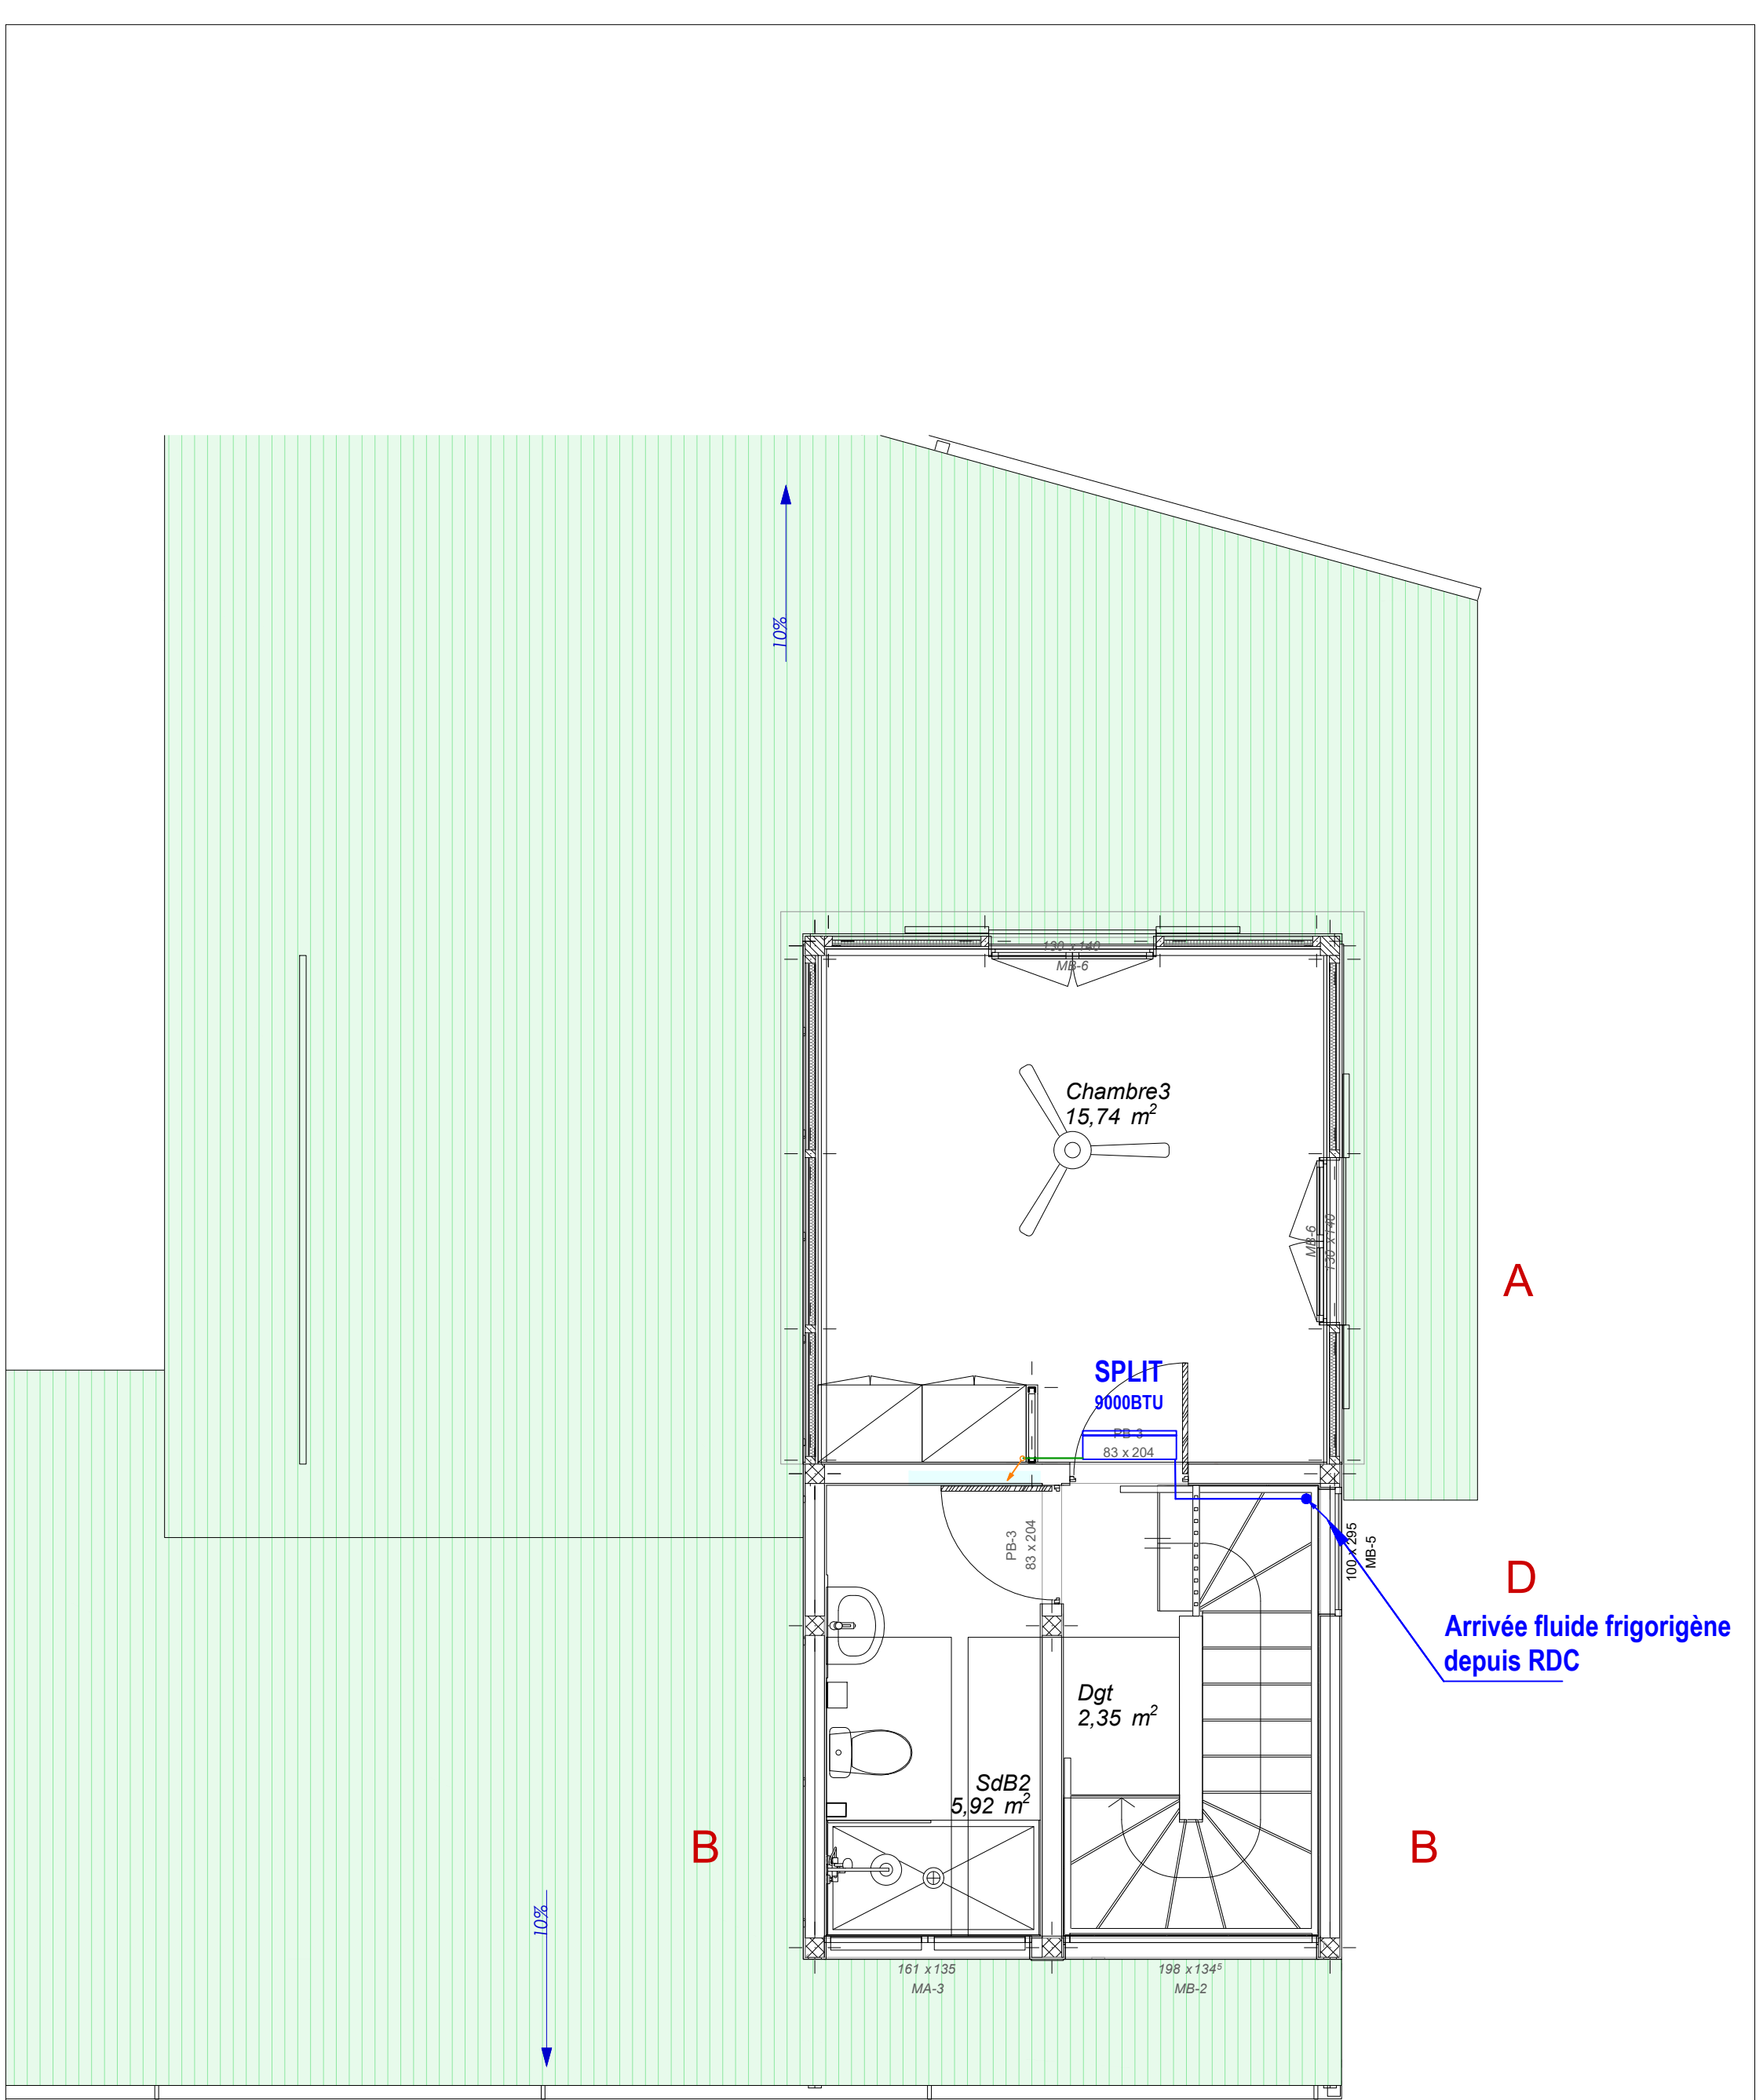 10%
130 x 140
MB-6
Chambre3
15,74 m²
MB-6
130 x 140
A
SPLIT
9000BTU
PB-3
83 x 204
PB-3
83 x 204
100 x 295
MB-5
D
Arrivée fluide frigorigène
depuis RDC
Dgt
2,35 m²
SdB2
5,92 m²
B
B
10%
161 x 135
MA-3
198 x 134⁵
MB-2